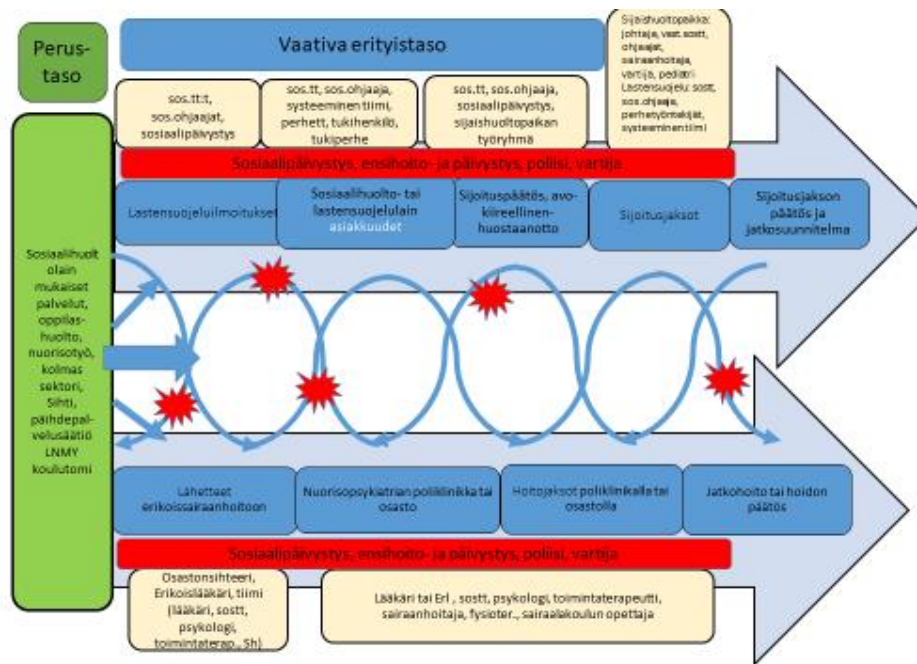 Perus-
taso
Vaativa erityistaso
Sijaishuoltopaikka:
johtaja, vast.sostt,
ohjaajat,
sairaanhoitaja,
vartija, pediatri
Lastensuojelu: sostt,
sos.ohjaaja,
perhetyöntekijät,
systeeminen tiimi
sos.tt:t,
sos.ohjaajat,
sosiaalipäivystys
sos.tt, sos.ohjaaja,
systeeminen tiimi,
perhett, tukihenkilö,
tukiperhe
sos.tt, sos.ohjaaja,
sosiaalipäivystys,
sijaishuoltopaikan
työryhmä
Sosiaalipäivystys, ensihoito- ja päivystys, poliisi, vartija
Lastensuojeluilmoitukset
Sosiaalihuolto- tai
lastensuojelulain
asiakkuudet
Sijoituspäätös, avo-
kiireellinen-
huostaanotto
Sijoitusjaksot
Sijoitusjakson
päätös ja
jatkosuunnitelma
Sosiaalihuolt
olain
mukaiset
palvelut,
oppilas-
huolto,
nuorisotyö,
kolmas
sektori,
Sihti,
päihdepal-
velusäätiö
LNMY
koulutomi
Lähetteet
erikoissairaanhoitoon
Nuorisopsykiatrian poliklinikka tai
osasto
Hoitojaksot poliklinikalla tai
osastolla
Jatkohoito tai hoidon
päätös
Sosiaalipäivystys, ensihoito- ja päivystys, poliisi, vartija
Osastonsihteeri,
Erikoislääkäri, tiimi
(lääkäri, sostt,
psykologi,
toimintaterap., Sh)
Lääkäri tai Erl , sostt, psykologi, toimintaterapeutti,
sairaanhoitaja, fysioter., sairaalakoulun opettaja